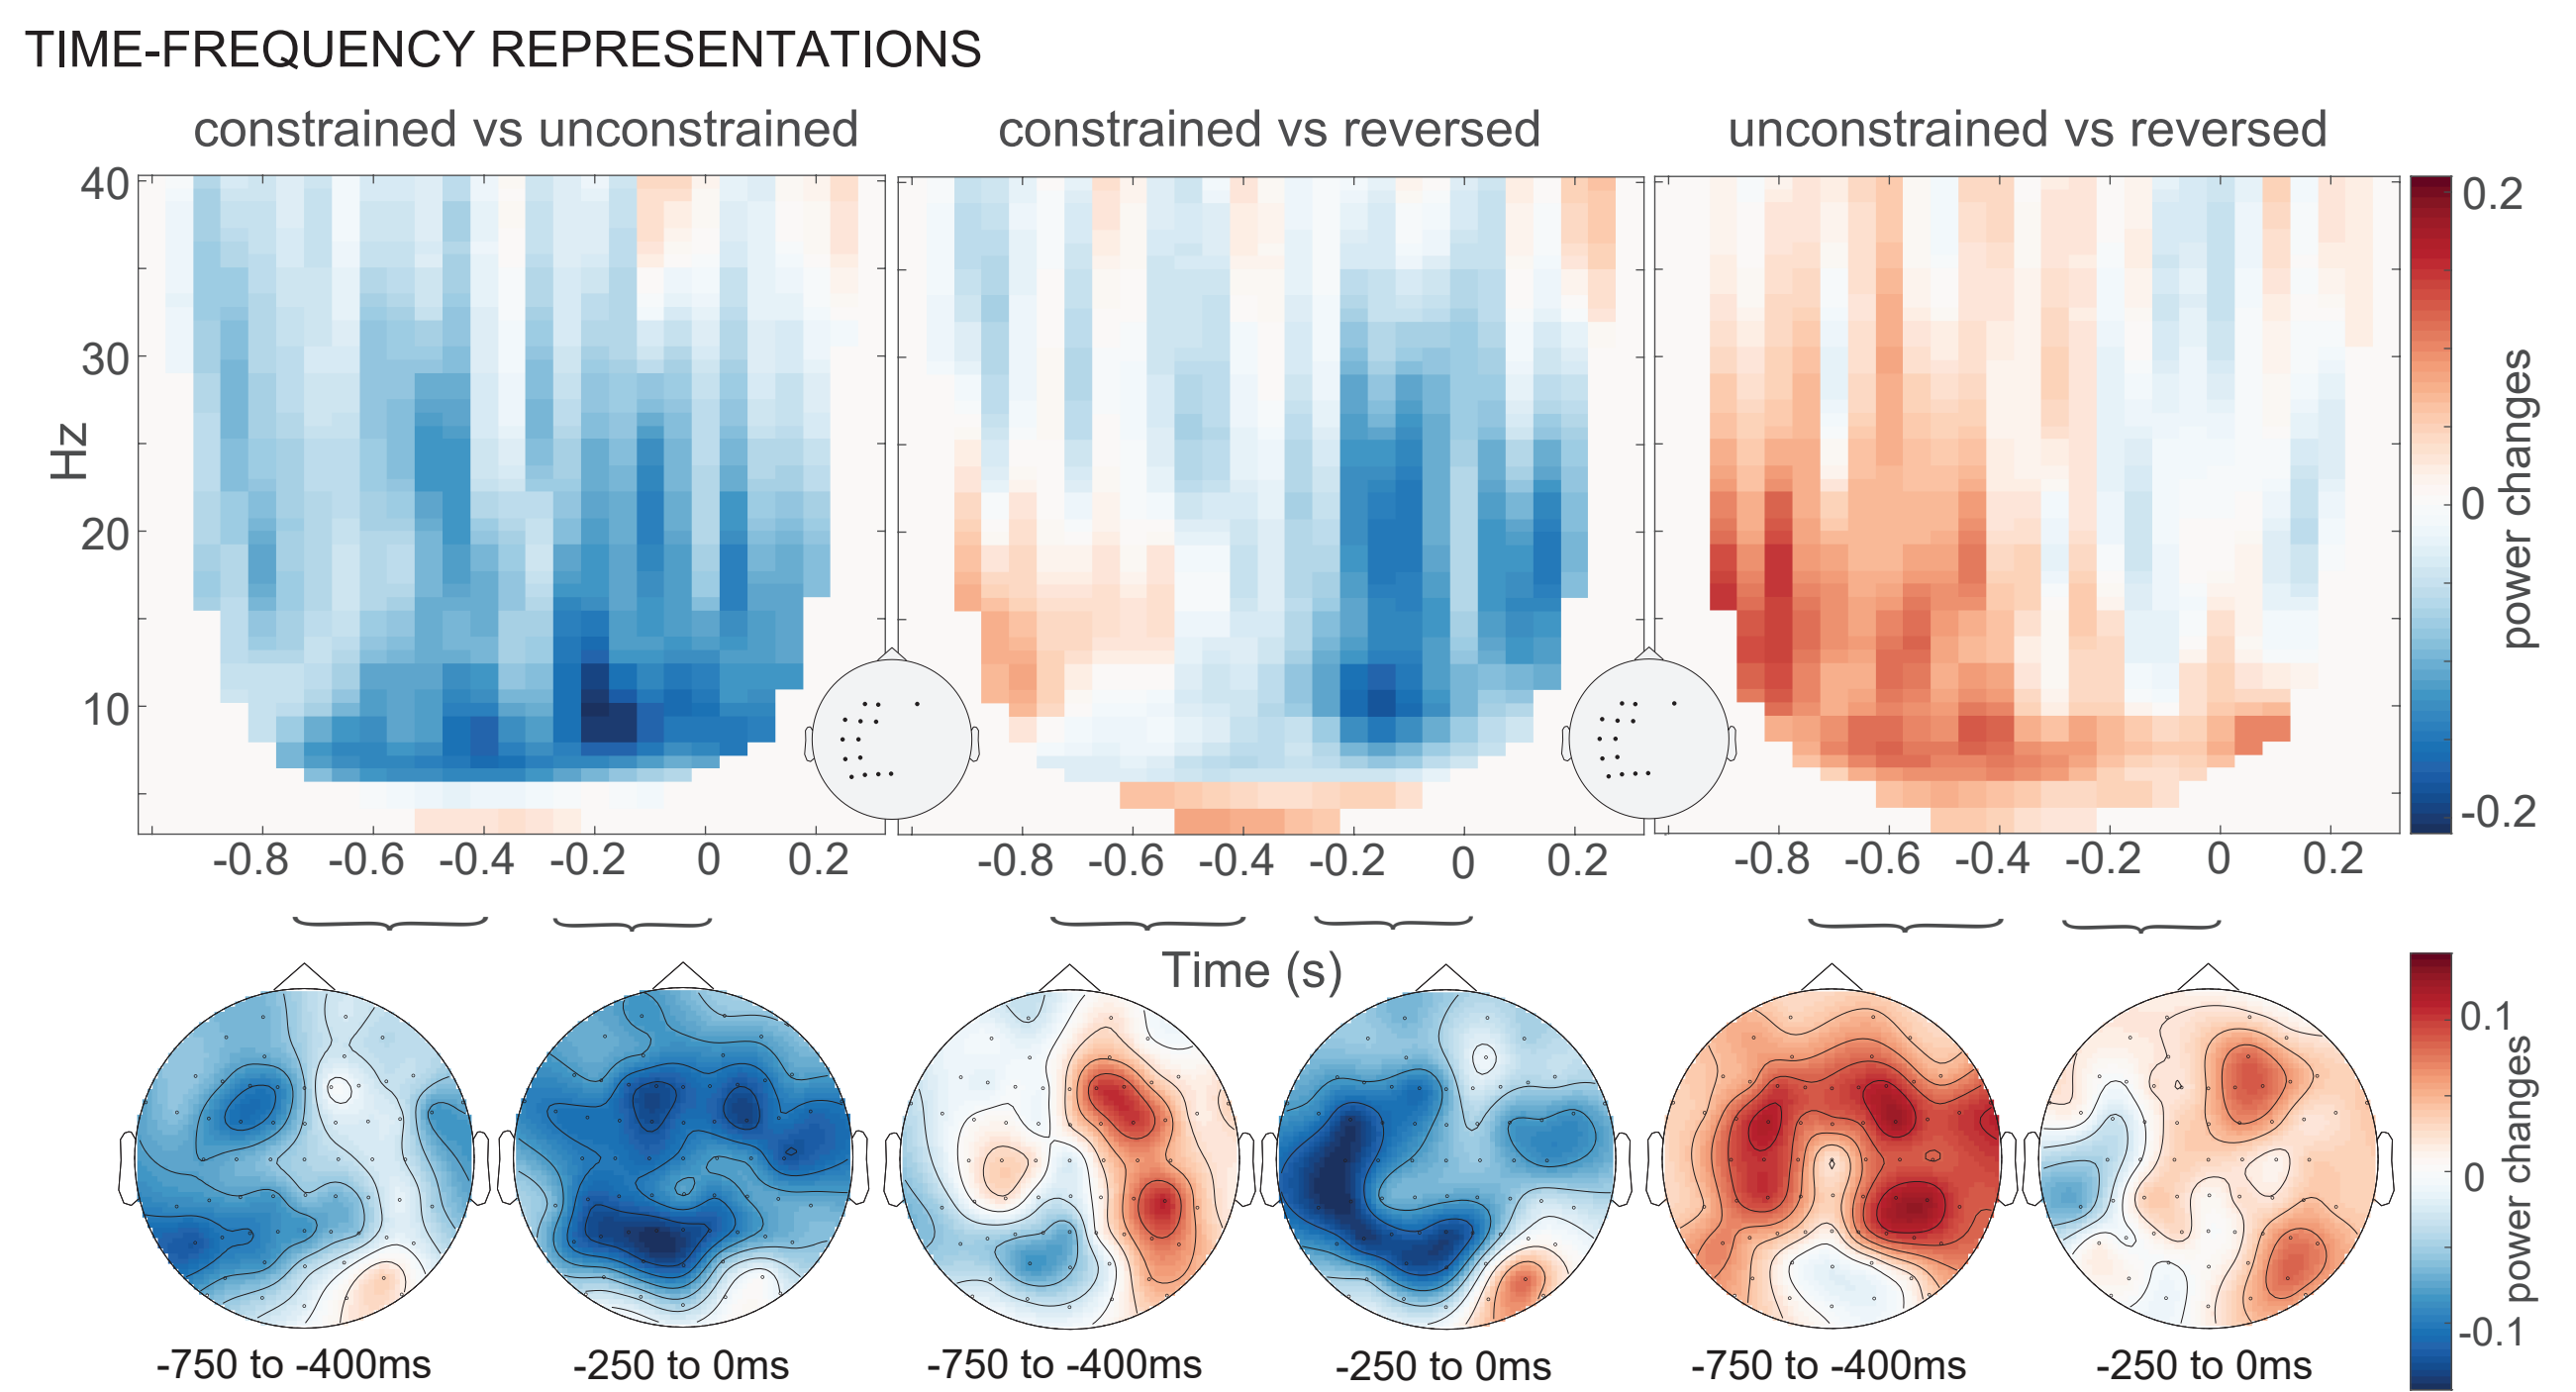 TIME-FREQUENCY REPRESENTATIONS
constrained vs unconstrained
constrained vs reversed
unconstrained vs reversed
40
30
20
10
Hz
0.2
0
-0.2
power changes
-0.8 -0.6 -0.4 -0.2 0 0.2
-0.8 -0.6 -0.4 -0.2 0 0.2
-0.8 -0.6 -0.4 -0.2 0 0.2
Time (s)
0.1
0
-0.1
power changes
-750 to -400ms
-250 to 0ms
-750 to -400ms
-250 to 0ms
-750 to -400ms
-250 to 0ms